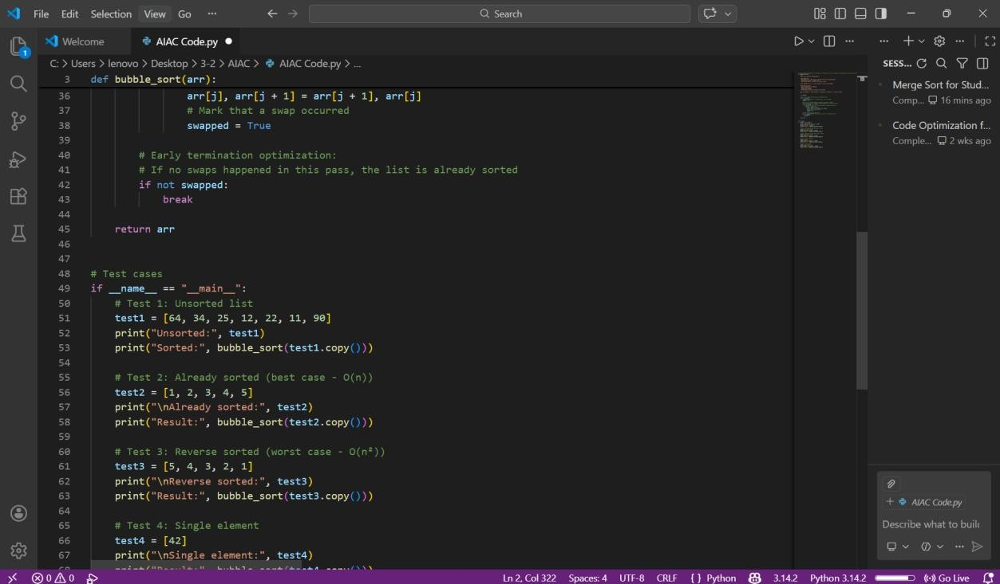 File Edit Selection View Go ··· Search
Welcome AIAC Code.py
C: > Users > lenovo > Desktop > 3-2 > AIAC > AIAC Code.py > ...
3 def bubble_sort(arr):
36 arr[j], arr[j + 1] = arr[j + 1], arr[j]
37 # Mark that a swap occurred
38 swapped = True
39
40 # Early termination optimization:
41 # If no swaps happened in this pass, the list is already sorted
42 if not swapped:
43 break
44
45 return arr
46
47
48 # Test cases
49 if __name__ == "__main__":
50 # Test 1: Unsorted list
51 test1 = [64, 34, 25, 12, 22, 11, 90]
52 print("Unsorted:", test1)
53 print("Sorted:", bubble_sort(test1.copy()))
54
55 # Test 2: Already sorted (best case - O(n))
56 test2 = [1, 2, 3, 4, 5]
57 print("\nAlready sorted:", test2)
58 print("Result:", bubble_sort(test2.copy()))
59
60 # Test 3: Reverse sorted (worst case - O(n²))
61 test3 = [5, 4, 3, 2, 1]
62 print("\nReverse sorted:", test3)
63 print("Result:", bubble_sort(test3.copy()))
64
65 # Test 4: Single element
66 test4 = [42]
67 print("\nSingle element:", test4)
1
SESS...
Merge Sort for Stud...
Comp... 16 mins ago
Code Optimization f...
Comple... 2 wks ago
+ AIAC Code.py
Describe what to build
0 0 Ln 2, Col 322 Spaces: 4 UTF-8 CRLF { } Python 3.14.2 Python 3.14.2 Go Live